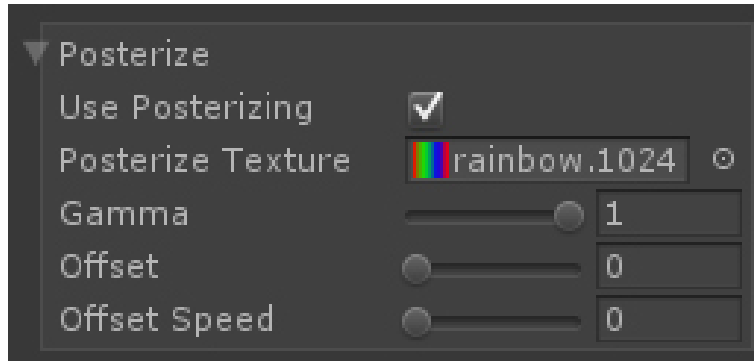 Posterize
Use Posterizing
Posterize Texture rainbow.1024
Gamma 1
Offset 0
Offset Speed 0